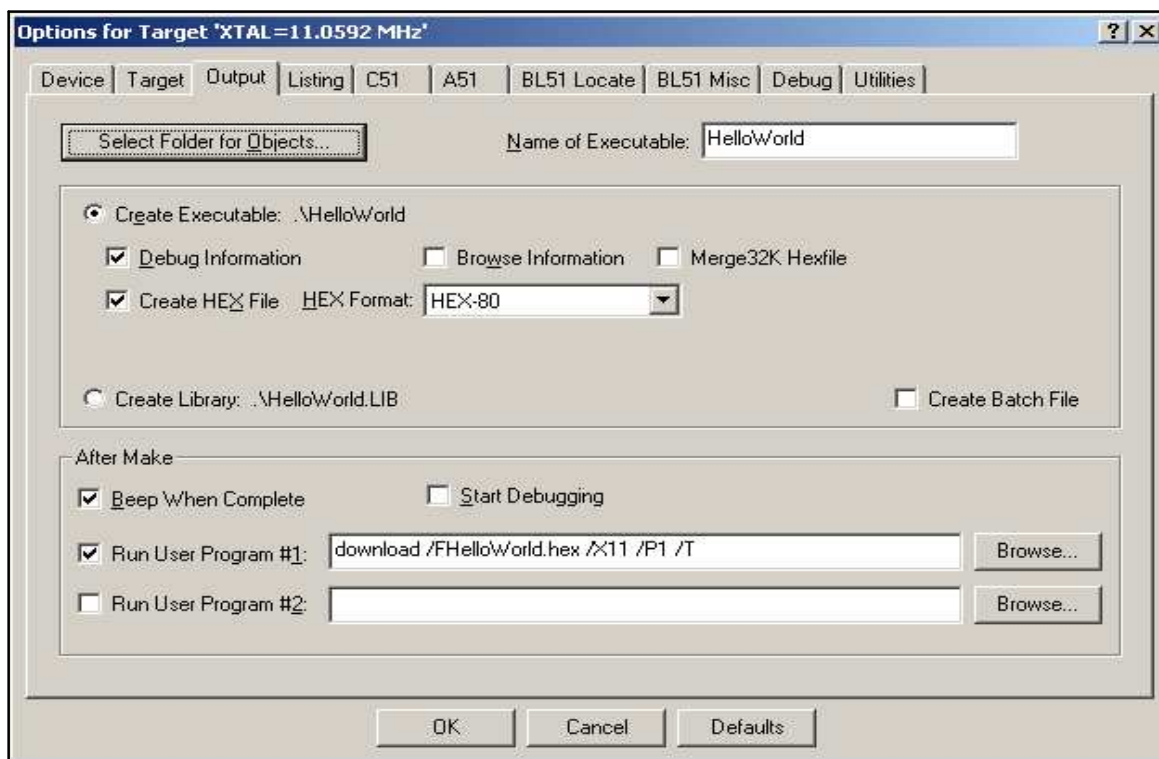 Options for Target 'XTAL=11.0592 MHz'
Device Target Output Listing C51 A51 BL51 Locate BL51 Misc Debug Utilities
Select Folder for Objects... Name of Executable: HelloWorld
Create Executable: .\HelloWorld
Debug Information Browse Information Merge32K Hexfile
Create HEX File HEX Format: HEX-80
Create Library: .\HelloWorld.LIB Create Batch File
After Make
Beep When Complete Start Debugging
Run User Program #1: download /FHelloWorld.hex /X11 /P1 /T Browse...
Run User Program #2: Browse...
OK Cancel Defaults